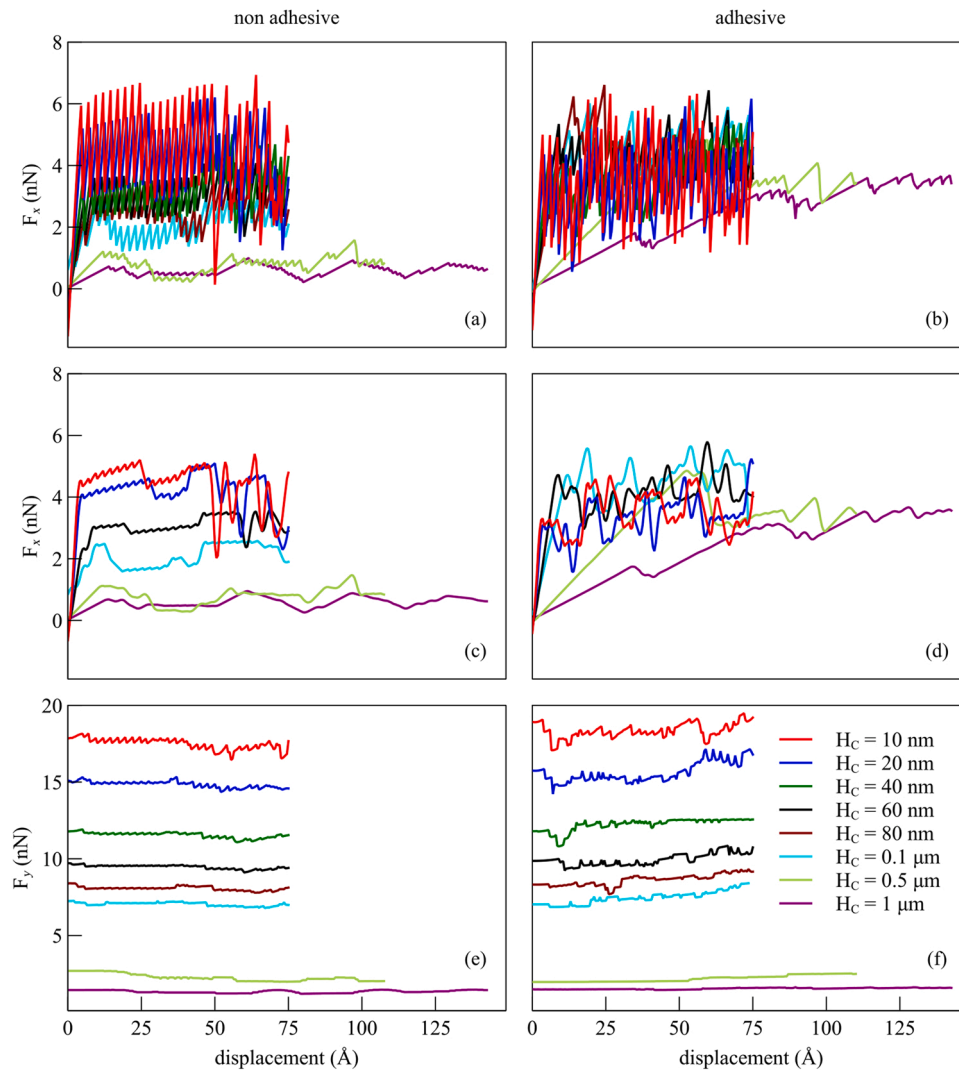 non adhesive
adhesive
8
6
4
2
0
F_x (nN)
(a)
(b)
8
6
4
2
0
F_x (nN)
(c)
(d)
20
15
10
5
F_y (nN)
(e)
(f)
H_C = 10 nm
H_C = 20 nm
H_C = 40 nm
H_C = 60 nm
H_C = 80 nm
H_C = 0.1 μm
H_C = 0.5 μm
H_C = 1 μm
0 25 50 75 100 125
0 25 50 75 100 125
displacement (Å)
displacement (Å)